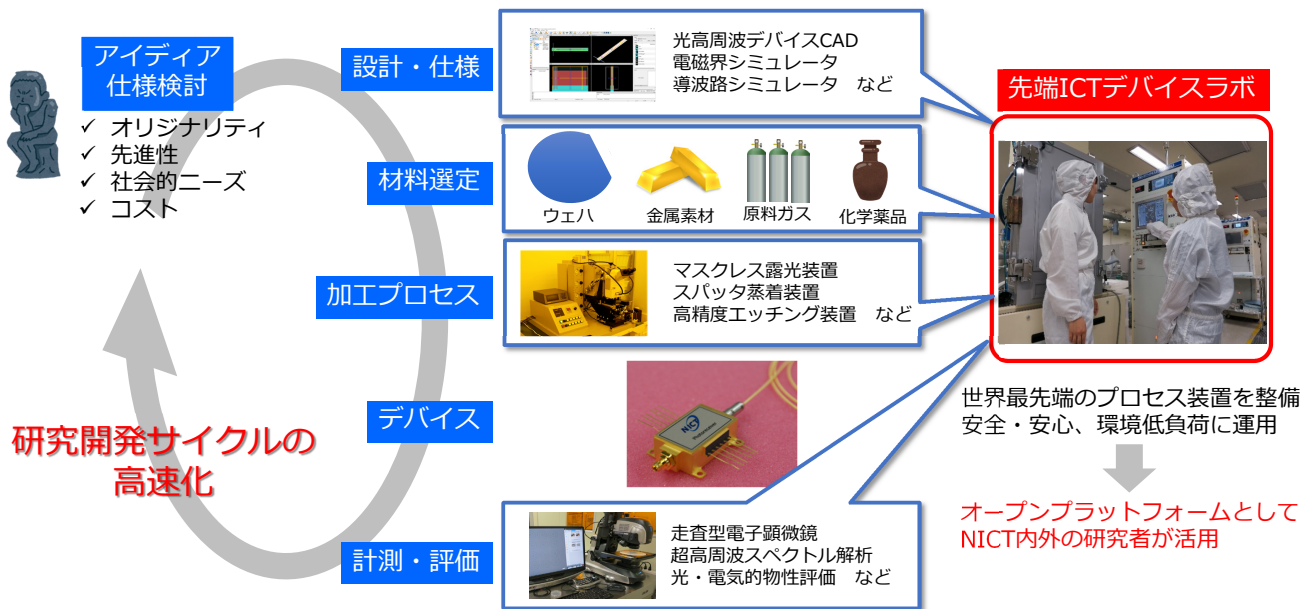 アイディア
仕様検討
✓ オリジナリティ
✓ 先進性
✓ 社会的ニーズ
✓ コスト
研究開発サイクルの
高速化
設計・仕様
光高周波デバイスCAD
電磁界シミュレータ
導波路シミュレータ　など
材料選定
ウェハ
金属素材
原料ガス
化学薬品
加工プロセス
マスクレス露光装置
スパッタ蒸着装置
高精度エッチング装置　など
デバイス
NICT
計測・評価
走査型電子顕微鏡
超高周波スペクトル解析
光・電気的物性評価　など
先端ICTデバイスラボ
世界最先端のプロセス装置を整備
安全・安心、環境低負荷に運用
オープンプラットフォームとして
NICT内外の研究者が活用